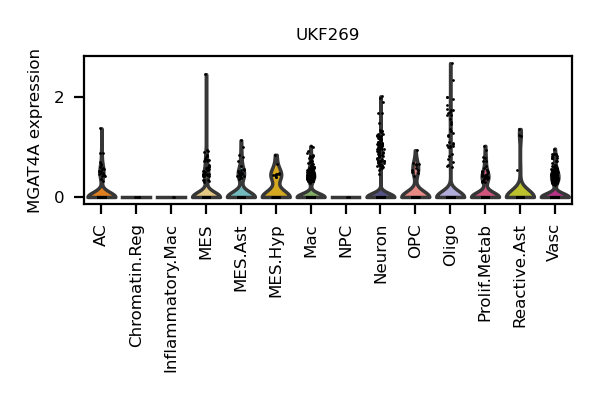 UKF269
MGAT4A expression
2
0
AC
Chromatin.Reg
Inflammatory.Mac
MES
MES.Ast
MES.Hyp
Mac
NPC
Neuron
OPC
Oligo
Prolif.Metab
Reactive.Ast
Vasc